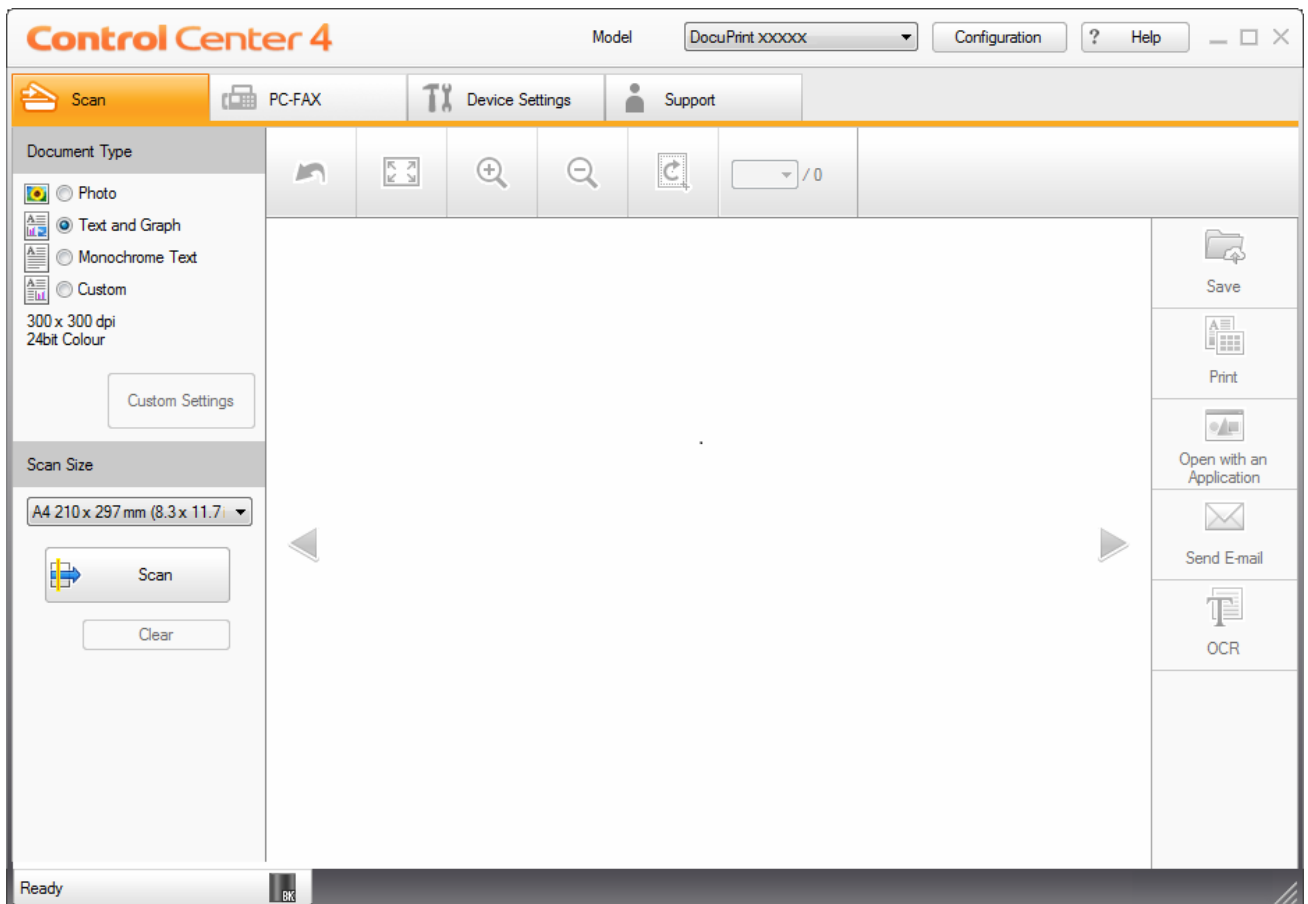 Control Center 4
Model
DocuPrint XXXXX
Configuration
? Help
Scan
PC-FAX
Device Settings
Support
Document Type
Photo
Text and Graph
Monochrome Text
Custom
300 x 300 dpi
24bit Colour
Custom Settings
/ 0
Scan Size
A4 210 x 297 mm (8.3 x 11.7
Scan
Clear
Save
Print
Open with an
Application
Send E-mail
OCR
Ready
BK